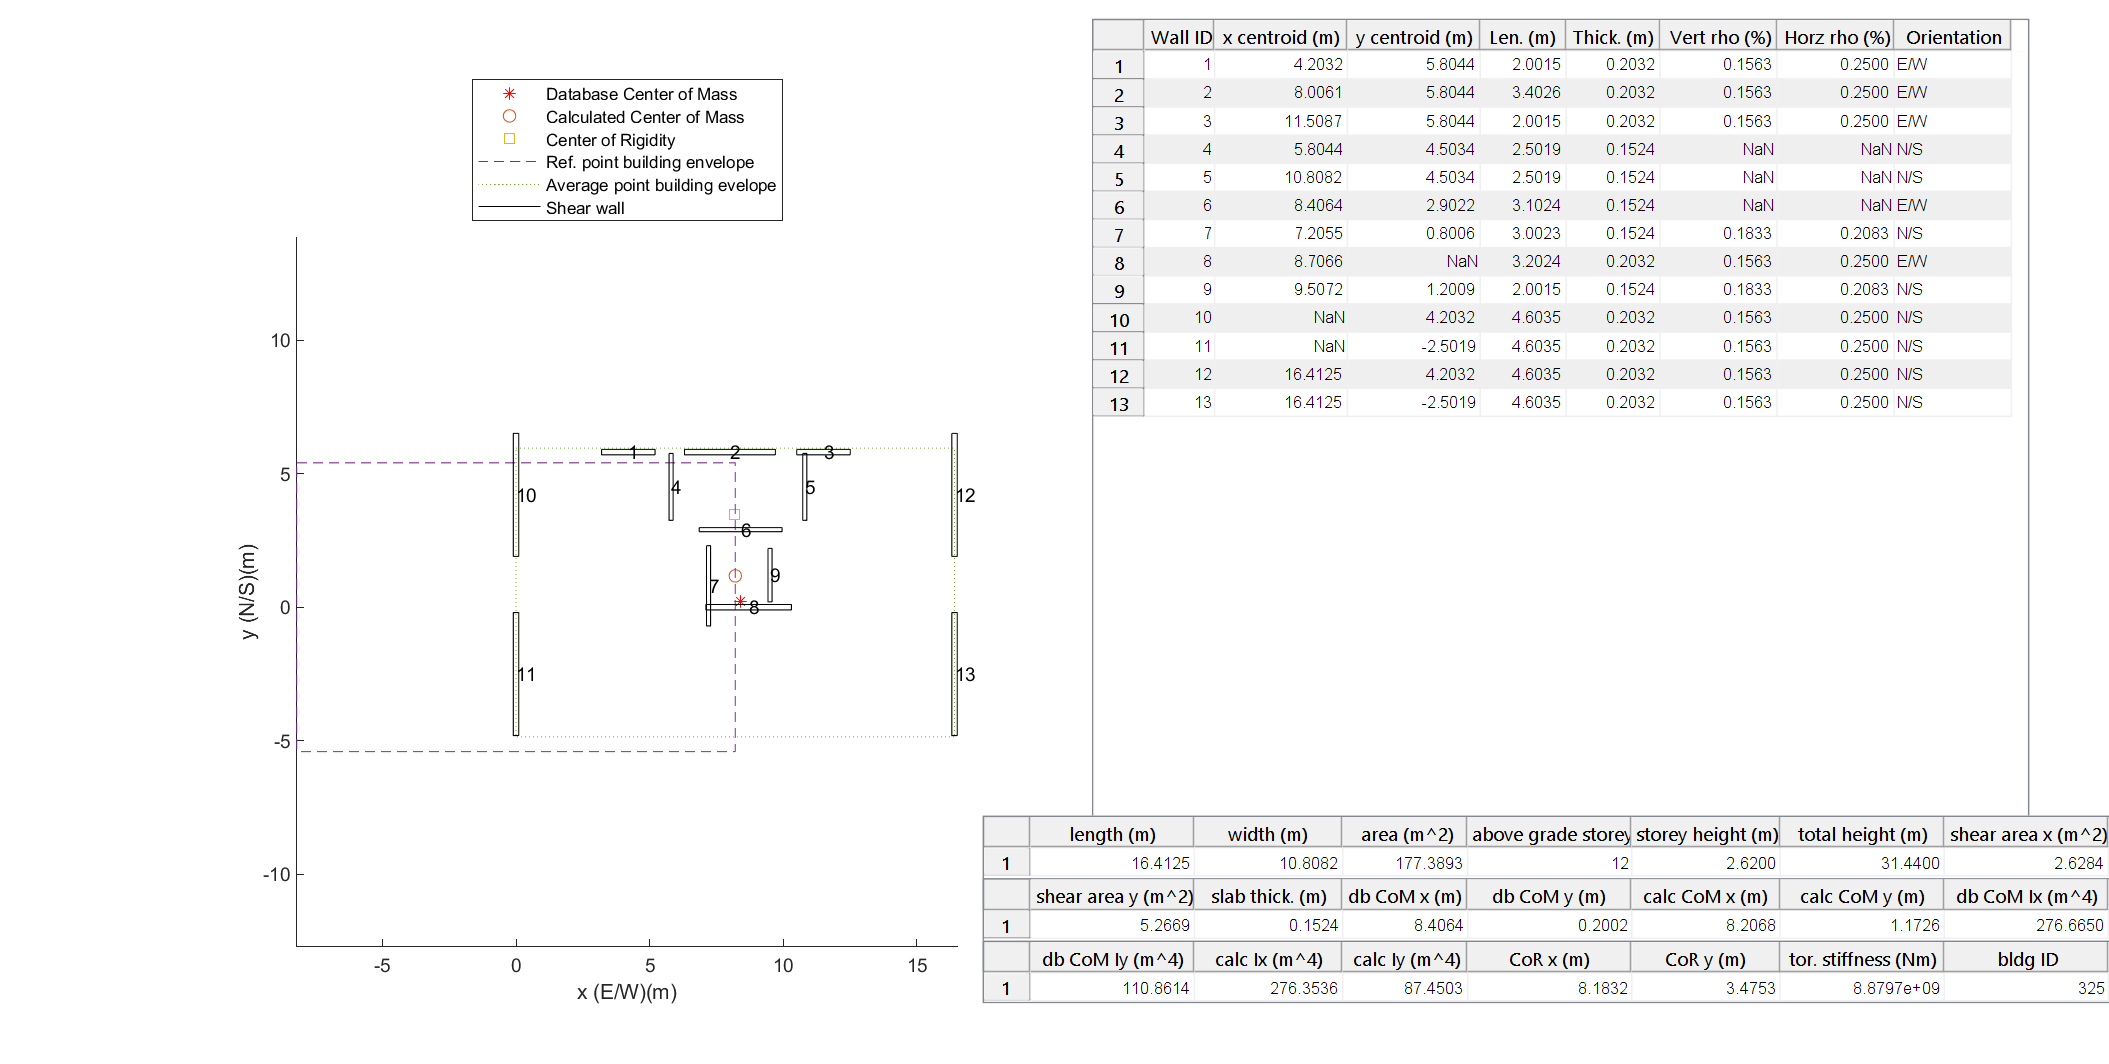 Database Center of Mass
Calculated Center of Mass
Center of Rigidity
Ref. point building envelope
Average point building evelope
Shear wall
10
5
0
-5
-10
y (N/S)(m)
-5 0 5 10 15
x (E/W)(m)
1 2 3
4 5
10 12
6
7 9
8
11 13
Wall ID x centroid (m) y centroid (m) Len. (m) Thick. (m) Vert rho (%) Horz rho (%) Orientation
1 1 4.2032 5.8044 2.0015 0.2032 0.1563 0.2500 E/W
2 2 8.0061 5.8044 3.4026 0.2032 0.1563 0.2500 E/W
3 3 11.5087 5.8044 2.0015 0.2032 0.1563 0.2500 E/W
4 4 5.8044 4.5034 2.5019 0.1524 NaN NaN N/S
5 5 10.8082 4.5034 2.5019 0.1524 NaN NaN N/S
6 6 8.4064 2.9022 3.1024 0.1524 NaN NaN E/W
7 7 7.2055 0.8006 3.0023 0.1524 0.1833 0.2083 N/S
8 8 8.7066 NaN 3.2024 0.2032 0.1563 0.2500 E/W
9 9 9.5072 1.2009 2.0015 0.1524 0.1833 0.2083 N/S
10 10 NaN 4.2032 4.6035 0.2032 0.1563 0.2500 N/S
11 11 NaN -2.5019 4.6035 0.2032 0.1563 0.2500 N/S
12 12 16.4125 4.2032 4.6035 0.2032 0.1563 0.2500 N/S
13 13 16.4125 -2.5019 4.6035 0.2032 0.1563 0.2500 N/S
length (m) width (m) area (m^2) above grade storey storey height (m) total height (m) shear area x (m^2)
1 16.4125 10.8082 177.3893 12 2.6200 31.4400 2.6284
shear area y (m^2) slab thick. (m) db CoM x (m) db CoM y (m) calc CoM x (m) calc CoM y (m) db CoM Ix (m^4)
1 5.2669 0.1524 8.4064 0.2002 8.2068 1.1726 276.6650
db CoM Iy (m^4) calc Ix (m^4) calc Iy (m^4) CoR x (m) CoR y (m) tor. stiffness (Nm) bldg ID
1 110.8614 276.3536 87.4503 8.1832 3.4753 8.8797e+09 325